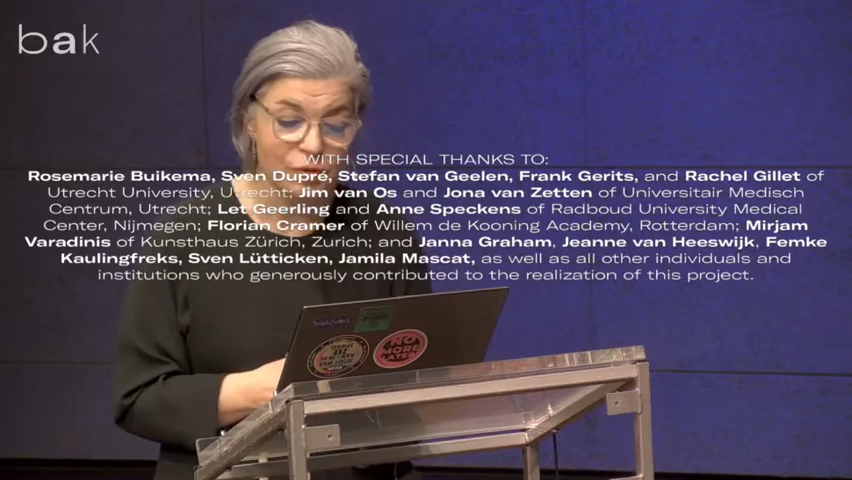 bak
WITH SPECIAL THANKS TO:
Rosemarie Buikema, Sven Dupré, Stefan van Geelen, Frank Gerits, and Rachel Gillet of
Utrecht University, Utrecht; Jim van Os and Jona van Zetten of Universitair Medisch
Centrum, Utrecht; Let Geerling and Anne Speckens of Radboud University Medical
Center, Nijmegen; Florian Cramer of Willem de Kooning Academy, Rotterdam; Mirjam
Varadinis of Kunsthaus Zürich, Zurich; and Janna Graham, Jeanne van Heeswijk, Femke
Kaulingfreks, Sven Lütticken, Jamila Mascat, as well as all other individuals and
institutions who generously contributed to the realization of this project.
NO
MORE